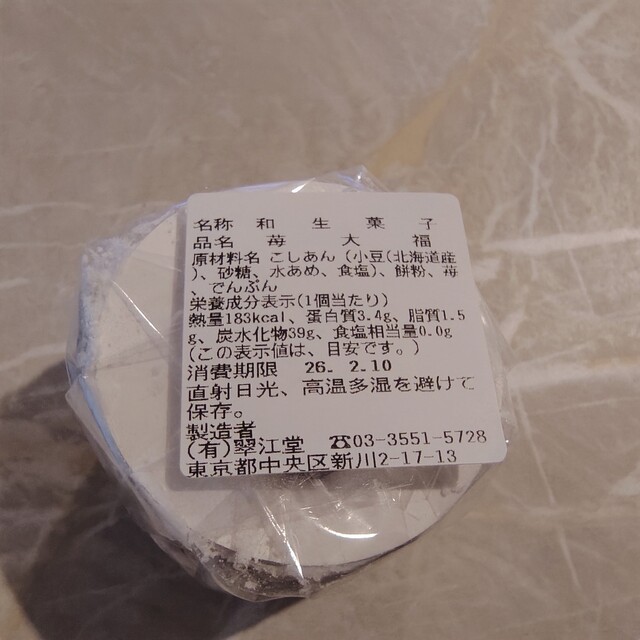 名称 和生菓子
品名 苺大福
原材料名 こしあん（小豆(北海道産
)、砂糖、水あめ、食塩)、餅粉、苺
、でんぷん
栄養成分表示(1個当たり)
熱量183kcal、蛋白質3.4g、脂質1.5
g、炭水化物39g、食塩相当量0.0g
(この表示値は、目安です。)
消費期限 26. 2.10
直射日光、高温多湿を避けて
保存。
製造者
(有)翠江堂 ☎03-3551-5728
東京都中央区新川2-17-13